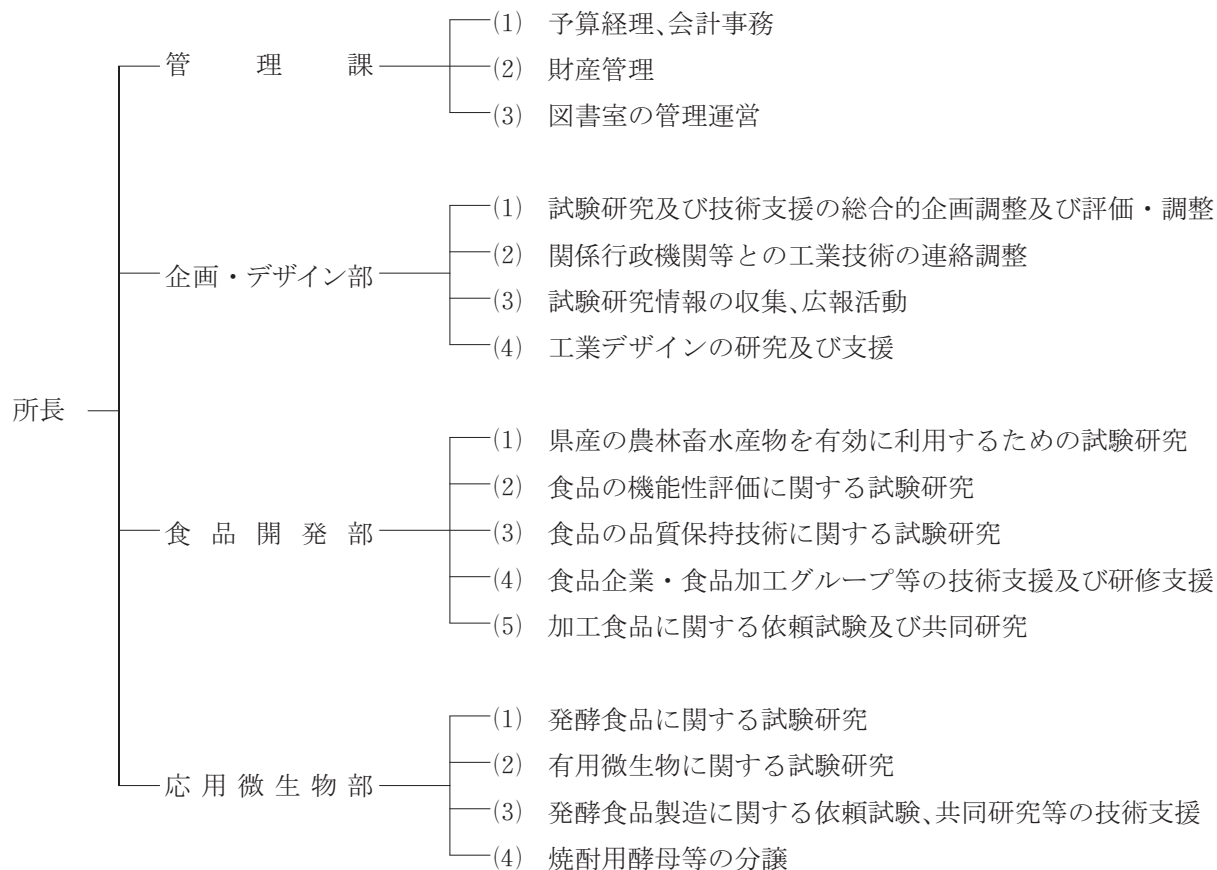 所長
管理課
(1) 予算経理、会計事務
(2) 財産管理
(3) 図書室の管理運営
企画・デザイン部
(1) 試験研究及び技術支援の総合的企画調整及び評価・調整
(2) 関係行政機関等との工業技術の連絡調整
(3) 試験研究情報の収集、広報活動
(4) 工業デザインの研究及び支援
食品開発部
(1) 県産の農林畜水産物を有効に利用するための試験研究
(2) 食品の機能性評価に関する試験研究
(3) 食品の品質保持技術に関する試験研究
(4) 食品企業・食品加工グループ等の技術支援及び研修支援
(5) 加工食品に関する依頼試験及び共同研究
応用微生物部
(1) 発酵食品に関する試験研究
(2) 有用微生物に関する試験研究
(3) 発酵食品製造に関する依頼試験、共同研究等の技術支援
(4) 焼酎用酵母等の分譲